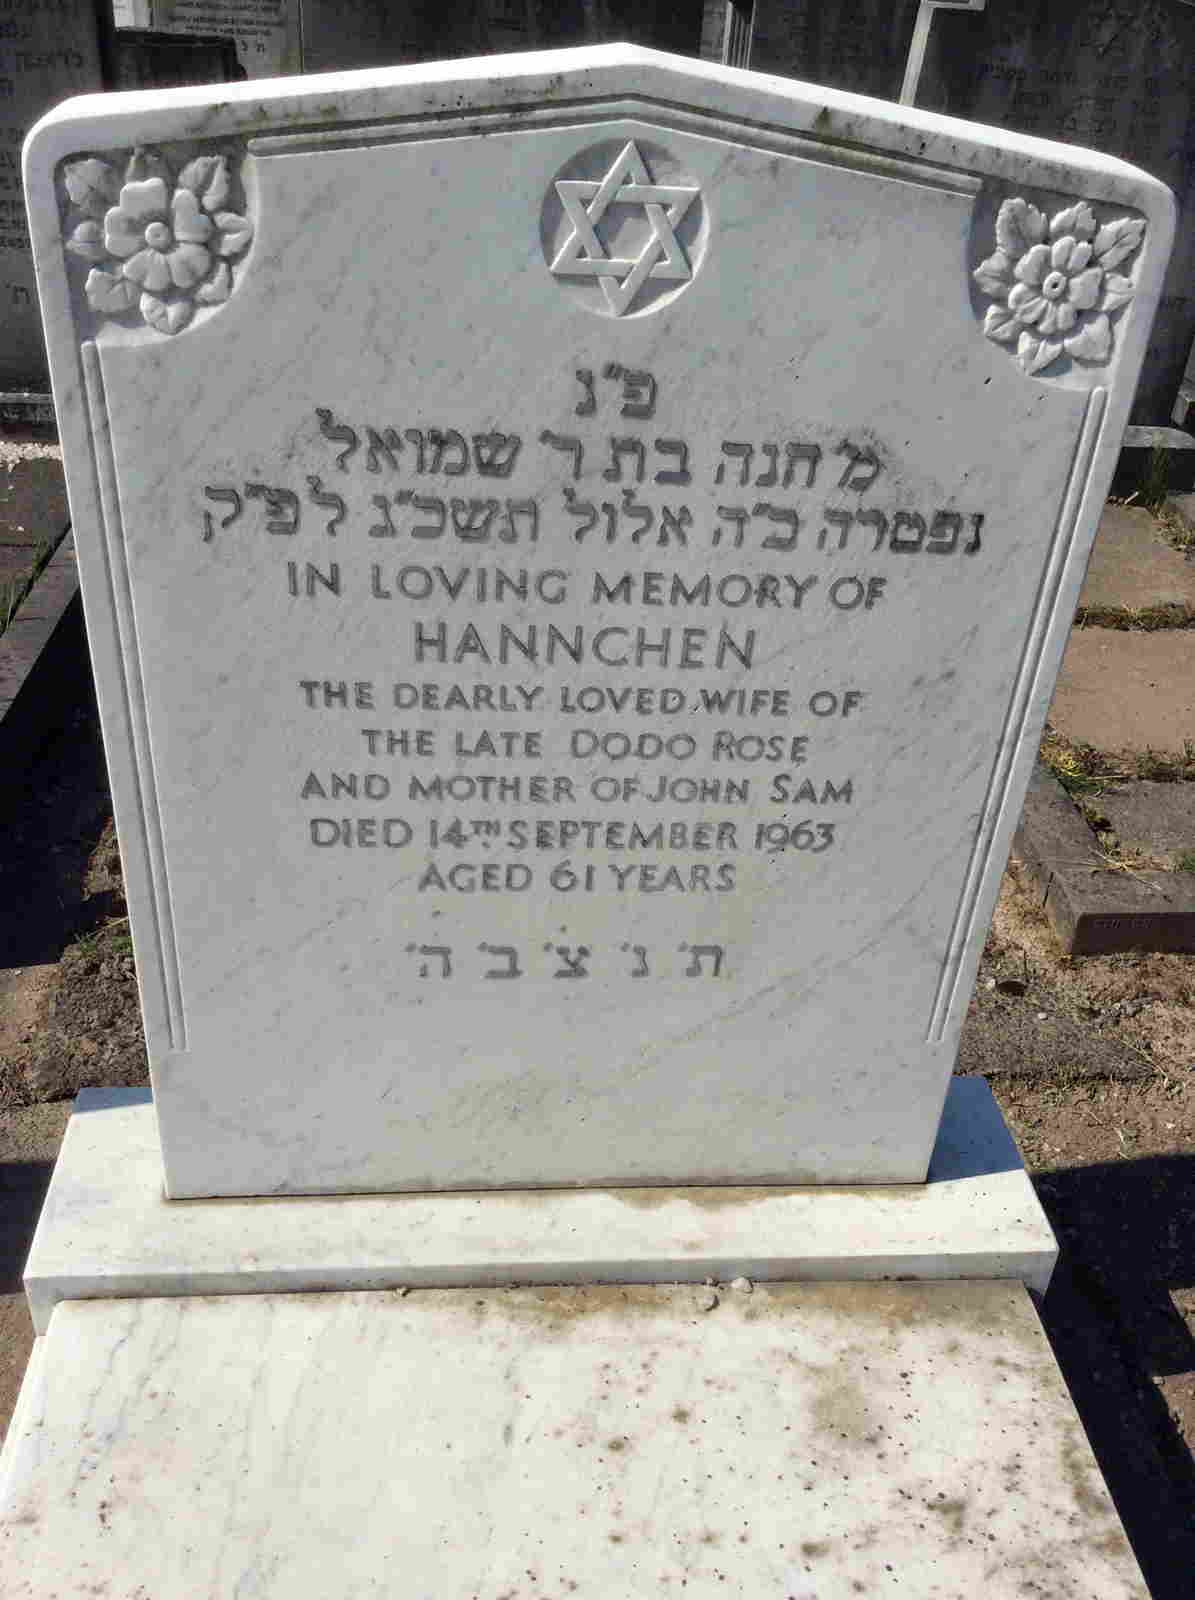 פ״נ
מ׳ חנה בת ר׳ שמואל
נפטרה כ״ה אלול תשכ״ג לפ״ק
IN LOVING MEMORY OF
HANNCHEN
THE DEARLY LOVED WIFE OF
THE LATE DODO ROSE
AND MOTHER OF JOHN SAM
DIED 14TH SEPTEMBER 1963
AGED 61 YEARS
ת׳ נ׳ צ׳ ב׳ ה׳